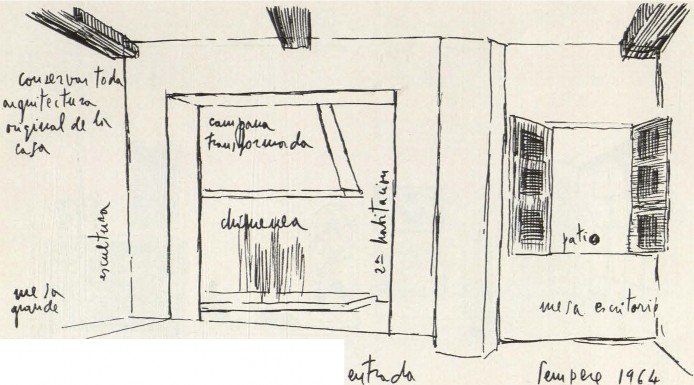 conservar toda
arquitectura
original de la
casa
campana
transformada
escultura
chimenea
2ª habitacion
patio
mesa
grande
mesa escritorio
entrada
Sempere 1964